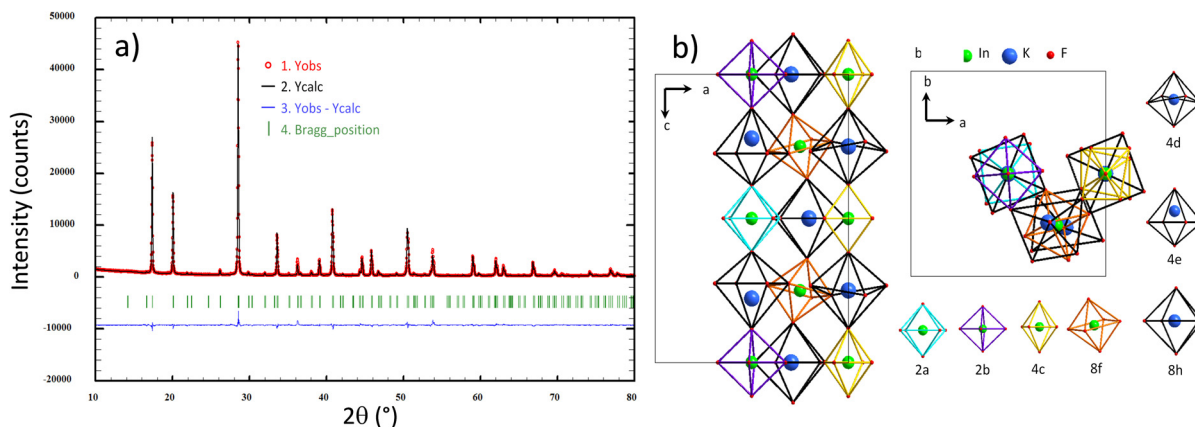 a)
Intensity (counts)
50000
40000
30000
20000
10000
0
-10000
-20000
1. Yobs
2. Ycalc
3. Yobs - Ycalc
4. Bragg_position
10 20 30 40 50 60 70 80
2θ (°)
b)
a
c
b In K F
b
a
4d
4e
2a 2b 4c 8f 8h